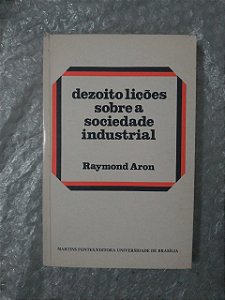 dezoito lições
sobre a
sociedade
industrial
Raymond Aron
MARTINS FONTES/EDITORA UNIVERSIDADE DE BRASÍLIA